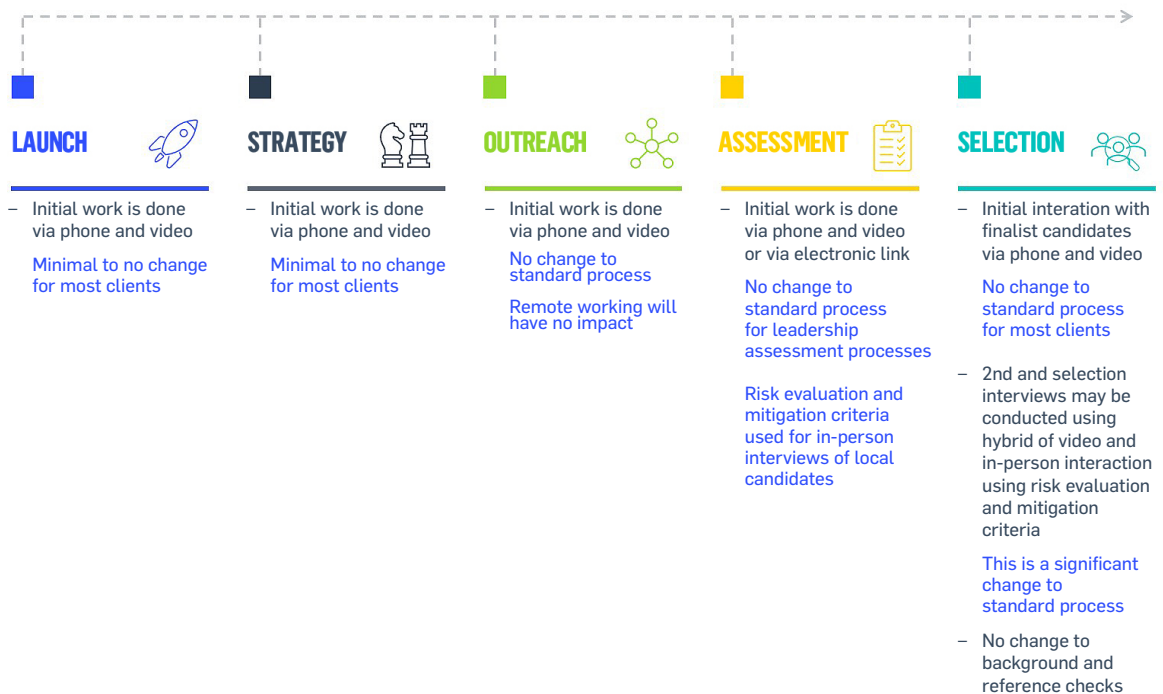 LAUNCH
– Initial work is done
via phone and video
Minimal to no change
for most clients
STRATEGY
– Initial work is done
via phone and video
Minimal to no change
for most clients
OUTREACH
– Initial work is done
via phone and video
No change to
standard process
Remote working will
have no impact
ASSESSMENT
– Initial work is done
via phone and video
or via electronic link
No change to
standard process
for leadership
assessment processes
Risk evaluation and
mitigation criteria
used for in-person
interviews of local
candidates
SELECTION
– Initial interation with
finalist candidates
via phone and video
No change to
standard process
for most clients
– 2nd and selection
interviews may be
conducted using
hybrid of video and
in-person interaction
using risk evaluation
and mitigation
criteria
This is a significant
change to
standard process
– No change to
background and
reference checks